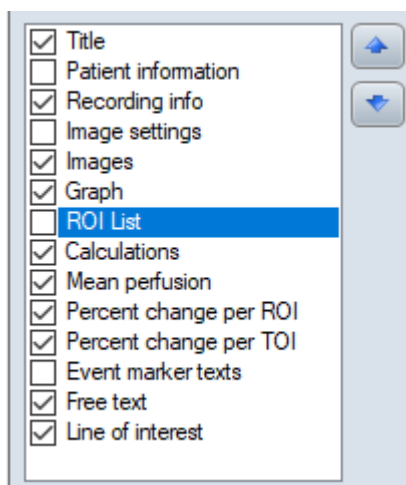 Title
Patient information
Recording info
Image settings
Images
Graph
ROI List
Calculations
Mean perfusion
Percent change per ROI
Percent change per TOI
Event marker texts
Free text
Line of interest